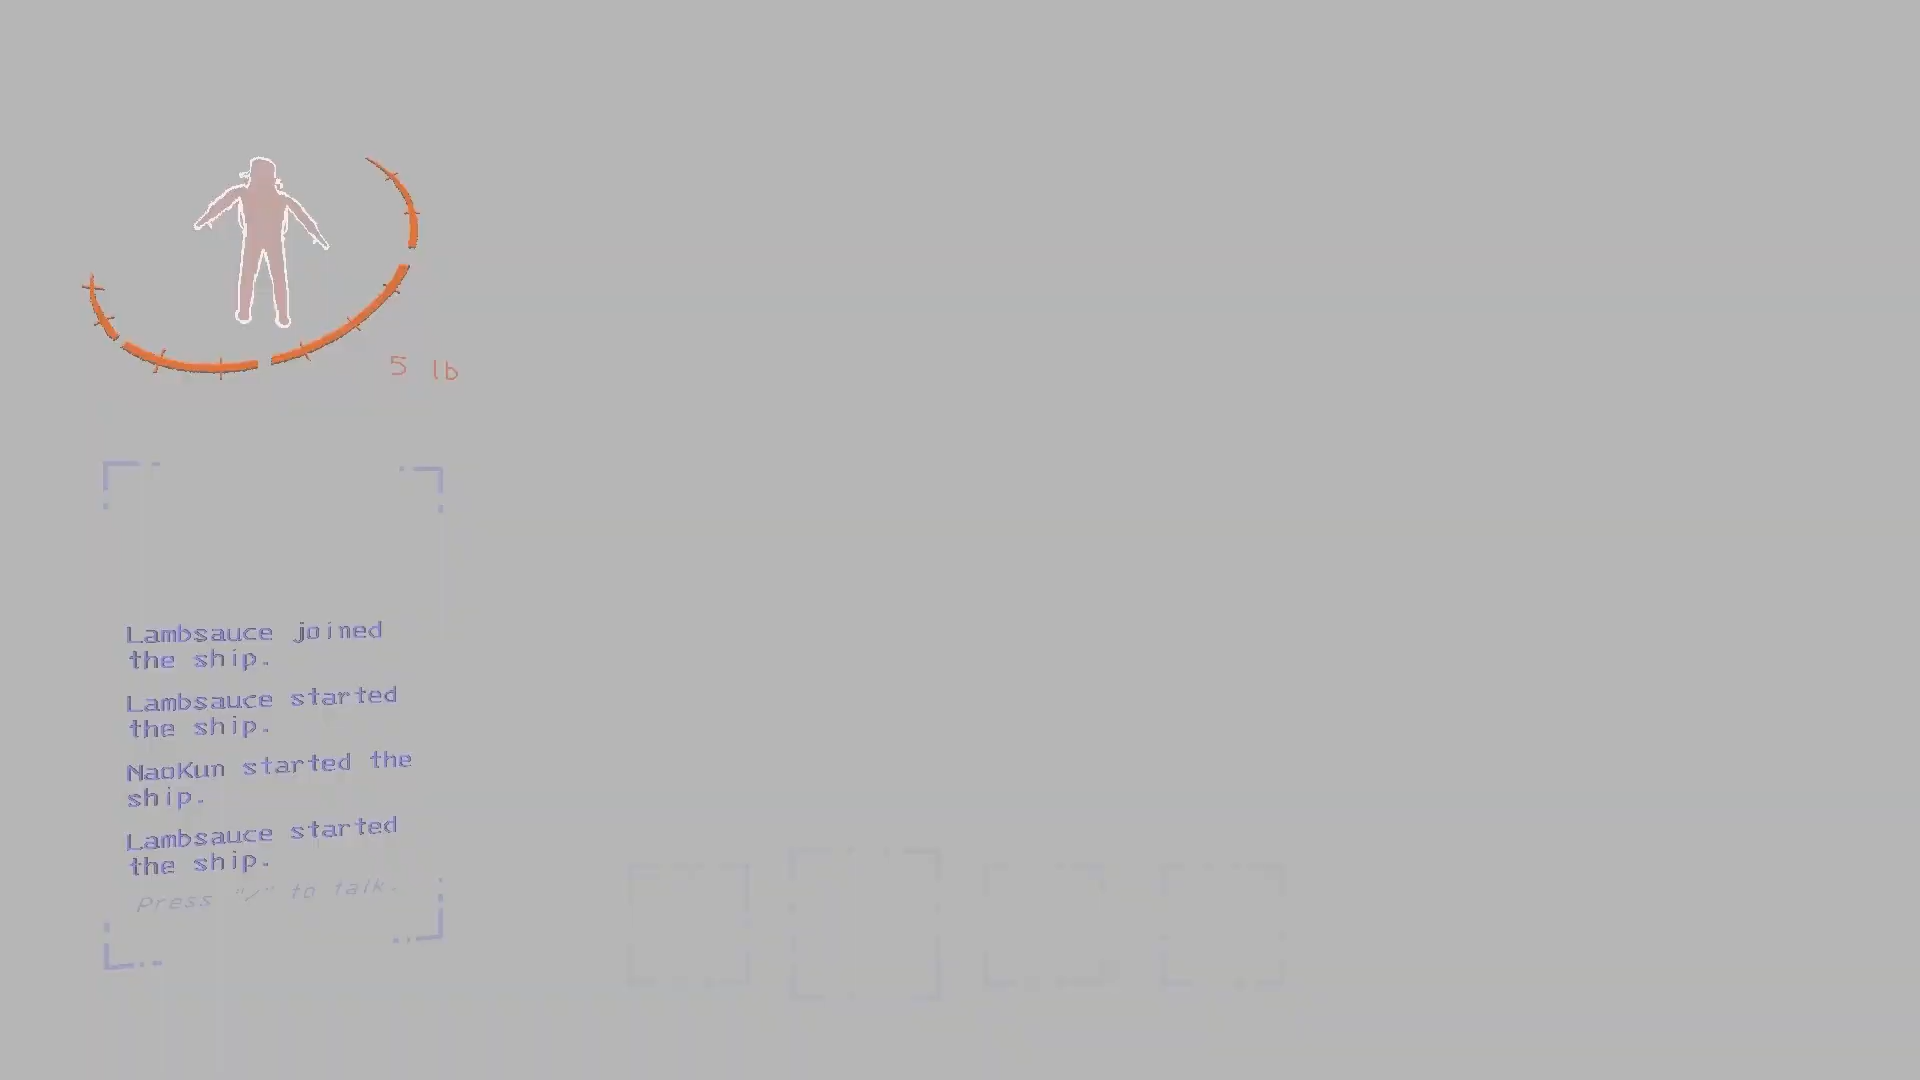 5 lb
Lambsauce joined
the ship.
Lambsauce started
the ship.
NaoKun started the
ship.
Lambsauce started
the ship.
Press "/" to talk.